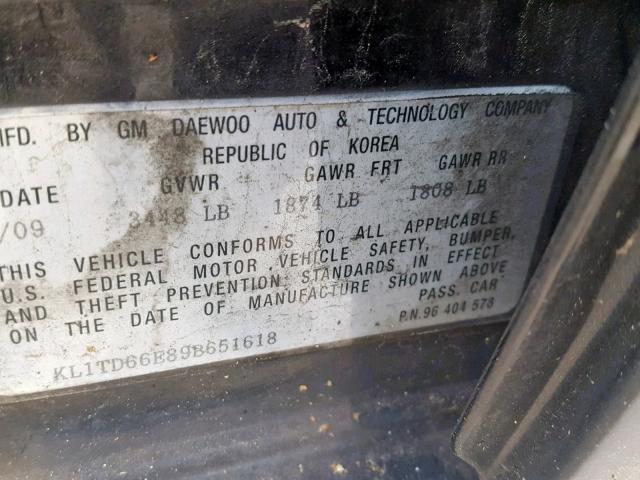 MFD. BY GM DAEWOO AUTO & TECHNOLOGY COMPANY
REPUBLIC OF KOREA
DATE GVWR GAWR FRT GAWR RR
/09 3448 LB 1874 LB 1808 LB
THIS VEHICLE CONFORMS TO ALL APPLICABLE
U.S. FEDERAL MOTOR VEHICLE SAFETY, BUMPER,
AND THEFT PREVENTION STANDARDS IN EFFECT
ON THE DATE OF MANUFACTURE SHOWN ABOVE
PASS. CAR
KL1TD66E89B651618 P/N.96 404 578